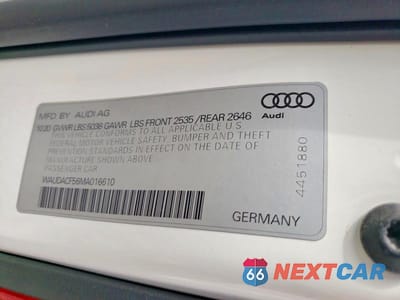 MFD. BY AUDI AG
10/20 GVWR LBS 5036 GAWR LBS FRONT 2535 /REAR 2646
THIS VEHICLE CONFORMS TO ALL APPLICABLE U.S.
FEDERAL MOTOR VEHICLE SAFETY, BUMPER AND THEFT
PREVENTION STANDARDS IN EFFECT ON THE DATE OF
MANUFACTURE SHOWN ABOVE
PASSENGER CAR
WAUDACF56MA016610
Audi
4451880
GERMANY
66 NEXTCAR